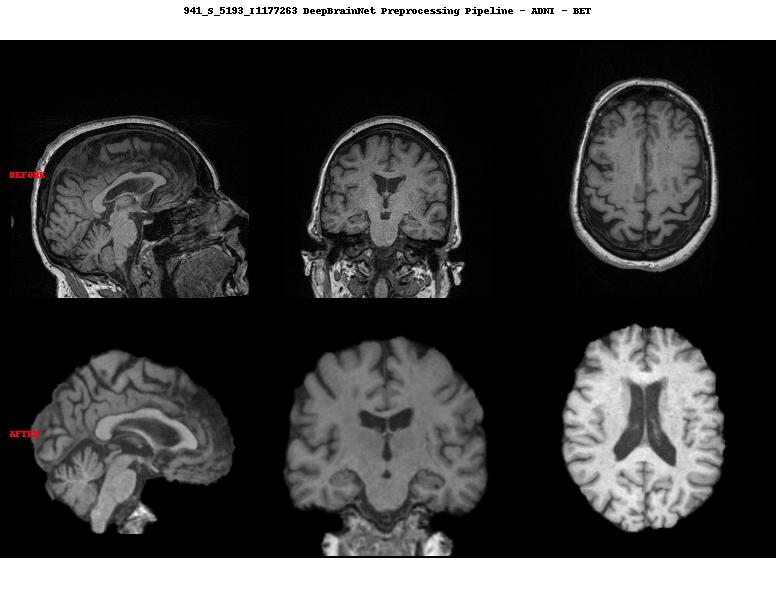 941_S_5193_I1177263 DeepBrainNet Preprocessing Pipeline - ADNI - BET
BEFORE
AFTER